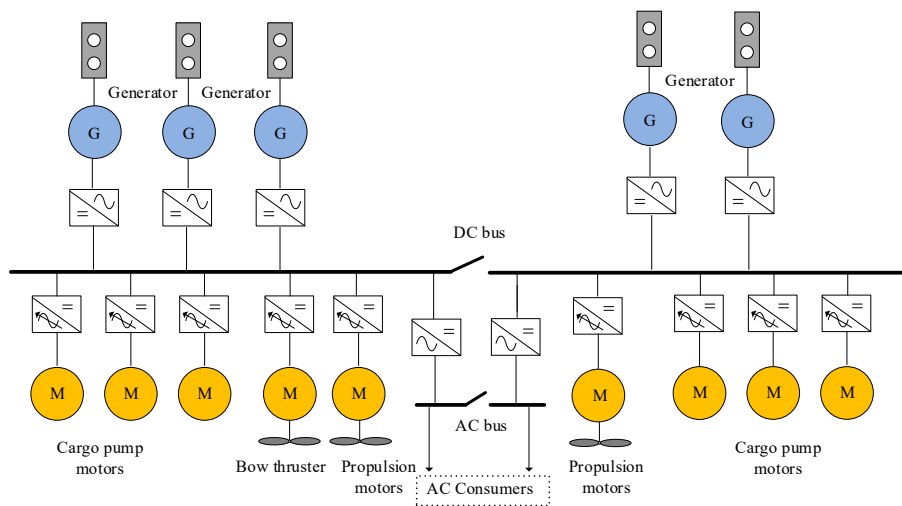 Generator
Generator
Generator
G
G
G
G
G
DC bus
M
M
M
M
M
M
M
M
M
AC bus
Cargo pump
motors
Bow thruster
Propulsion
motors
AC Consumers
Propulsion
motors
Cargo pump
motors